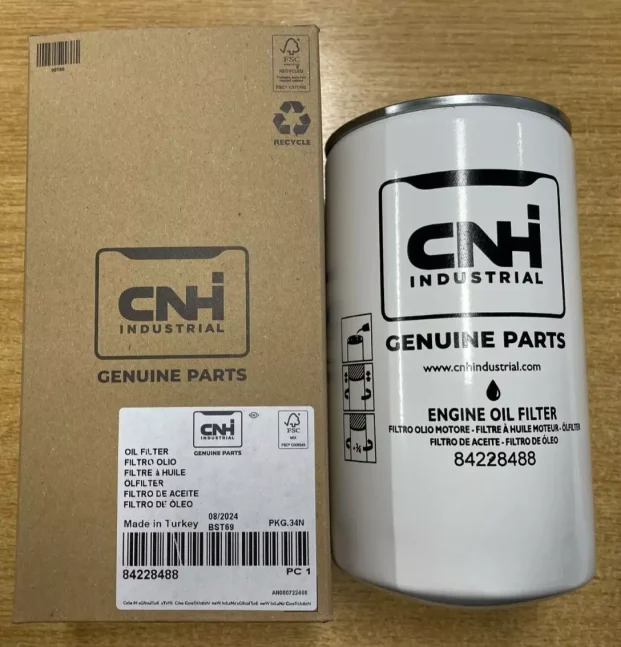 FSC
RECYCLE
CNH
INDUSTRIAL
GENUINE PARTS
CNH
INDUSTRIAL
GENUINE PARTS
FSC
OIL FILTER
FILTRO OLIO
FILTRE à HUILE
ÖLFILTER
FILTRO DE ACEITE
FILTRO DE ÓLEO
Made in Turkey
08/2024
BST69
PKG.34N
84228488
PC 1
CNH
INDUSTRIAL
GENUINE PARTS
www.cnhindustrial.com
ENGINE OIL FILTER
FILTRO OLIO MOTORE - FILTRE À HUILE MOTEUR - ÖLFILTER
FILTRO DE ACEITE - FILTRO DE ÓLEO
84228488